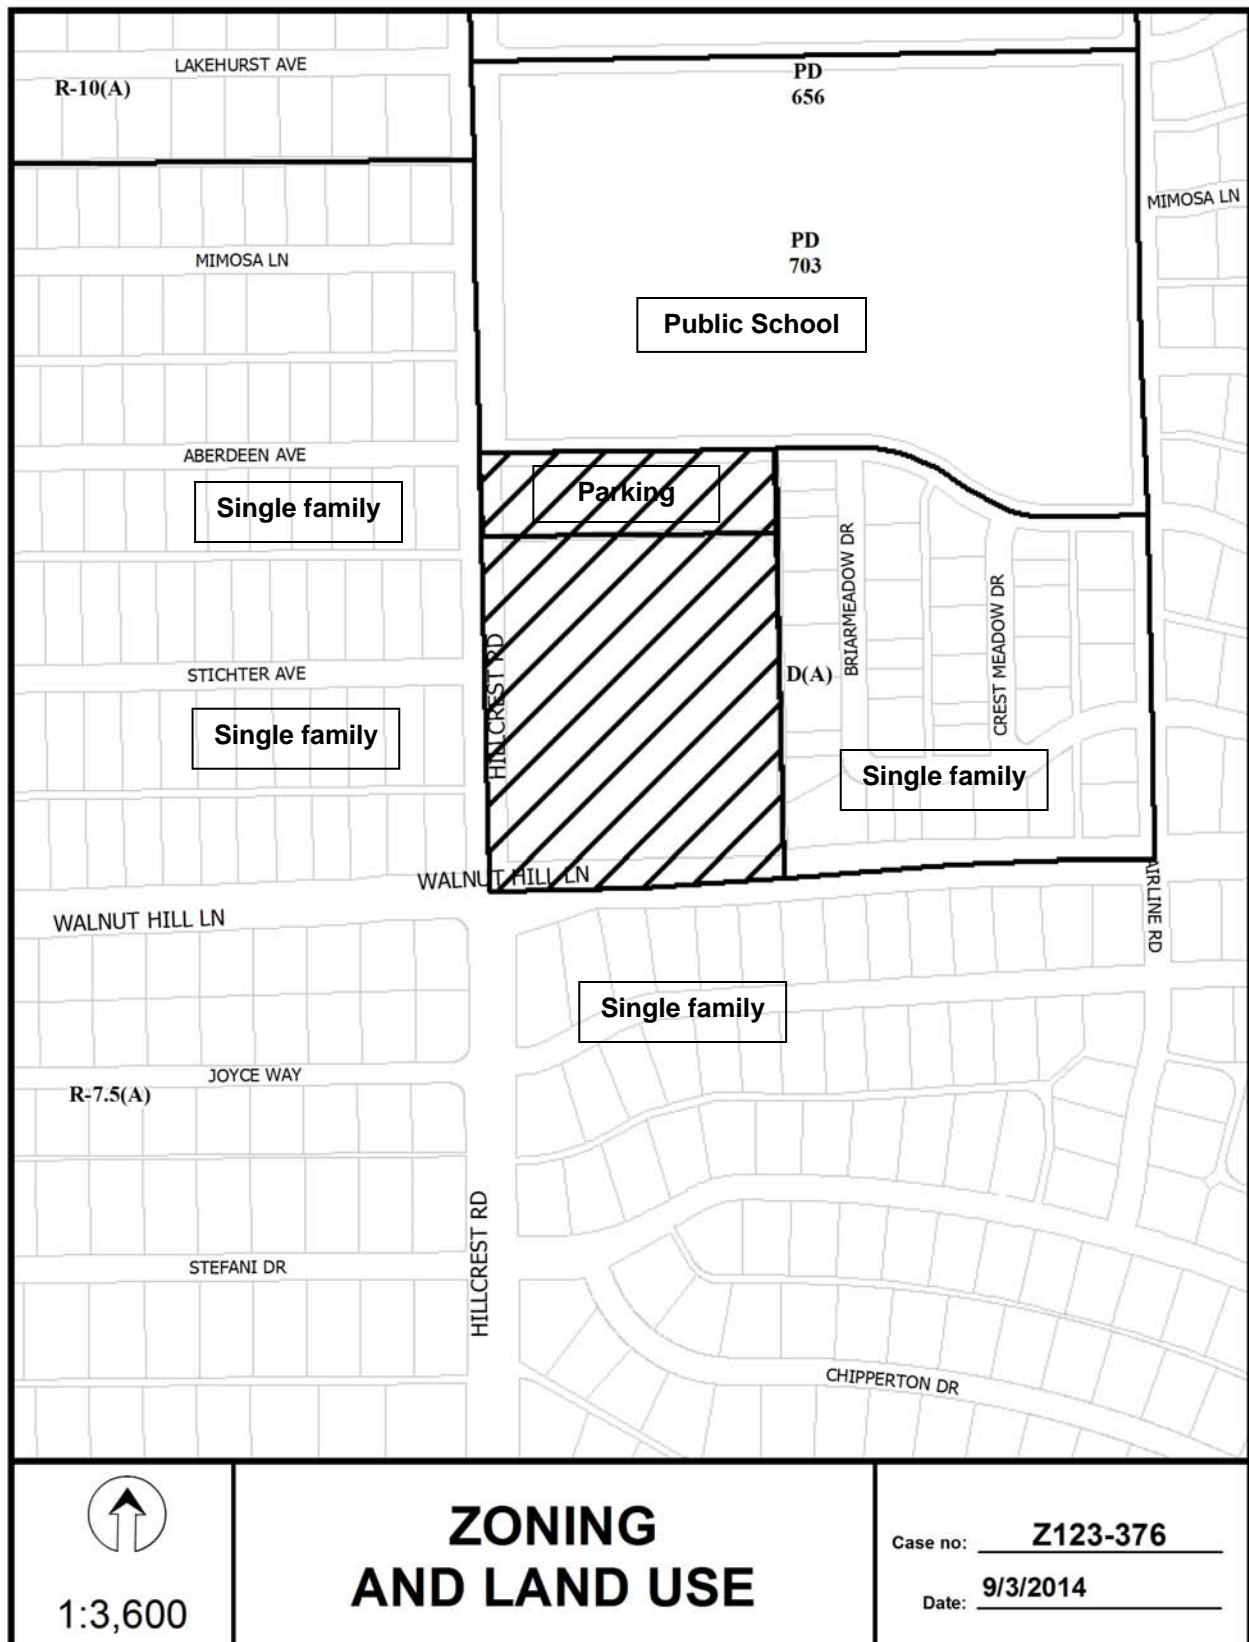 LAKEHURST AVE
R-10(A)
PD
656
MIMOSA LN
MIMOSA LN
PD
703
Public School
ABERDEEN AVE
Single family
Parking
BRIARMEADOW DR
CREST MEADOW DR
STICHTER AVE
HILLCREST RD
D(A)
Single family
Single family
WALNUT HILL LN
WALNUT HILL LN
AIRLINE RD
Single family
JOYCE WAY
R-7.5(A)
HILLCREST RD
STEFANI DR
CHIPPERTON DR
1:3,600
ZONING
AND LAND USE
Case no: Z123-376
Date: 9/3/2014